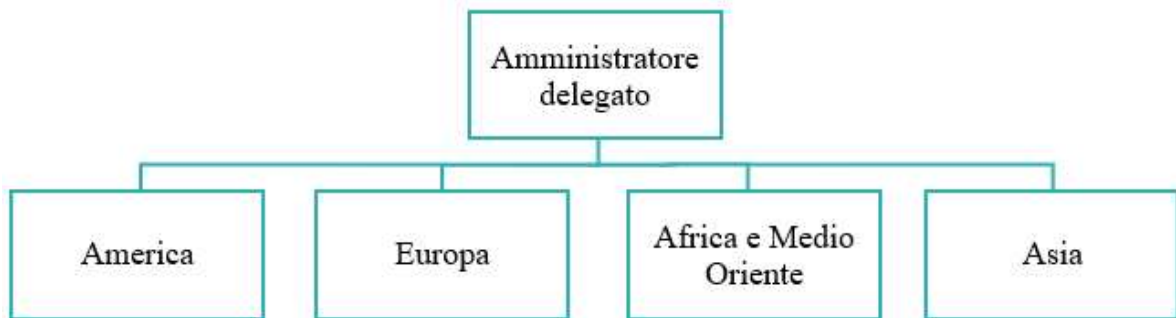 Amministratore
delegato
America
Europa
Africa e Medio
Oriente
Asia